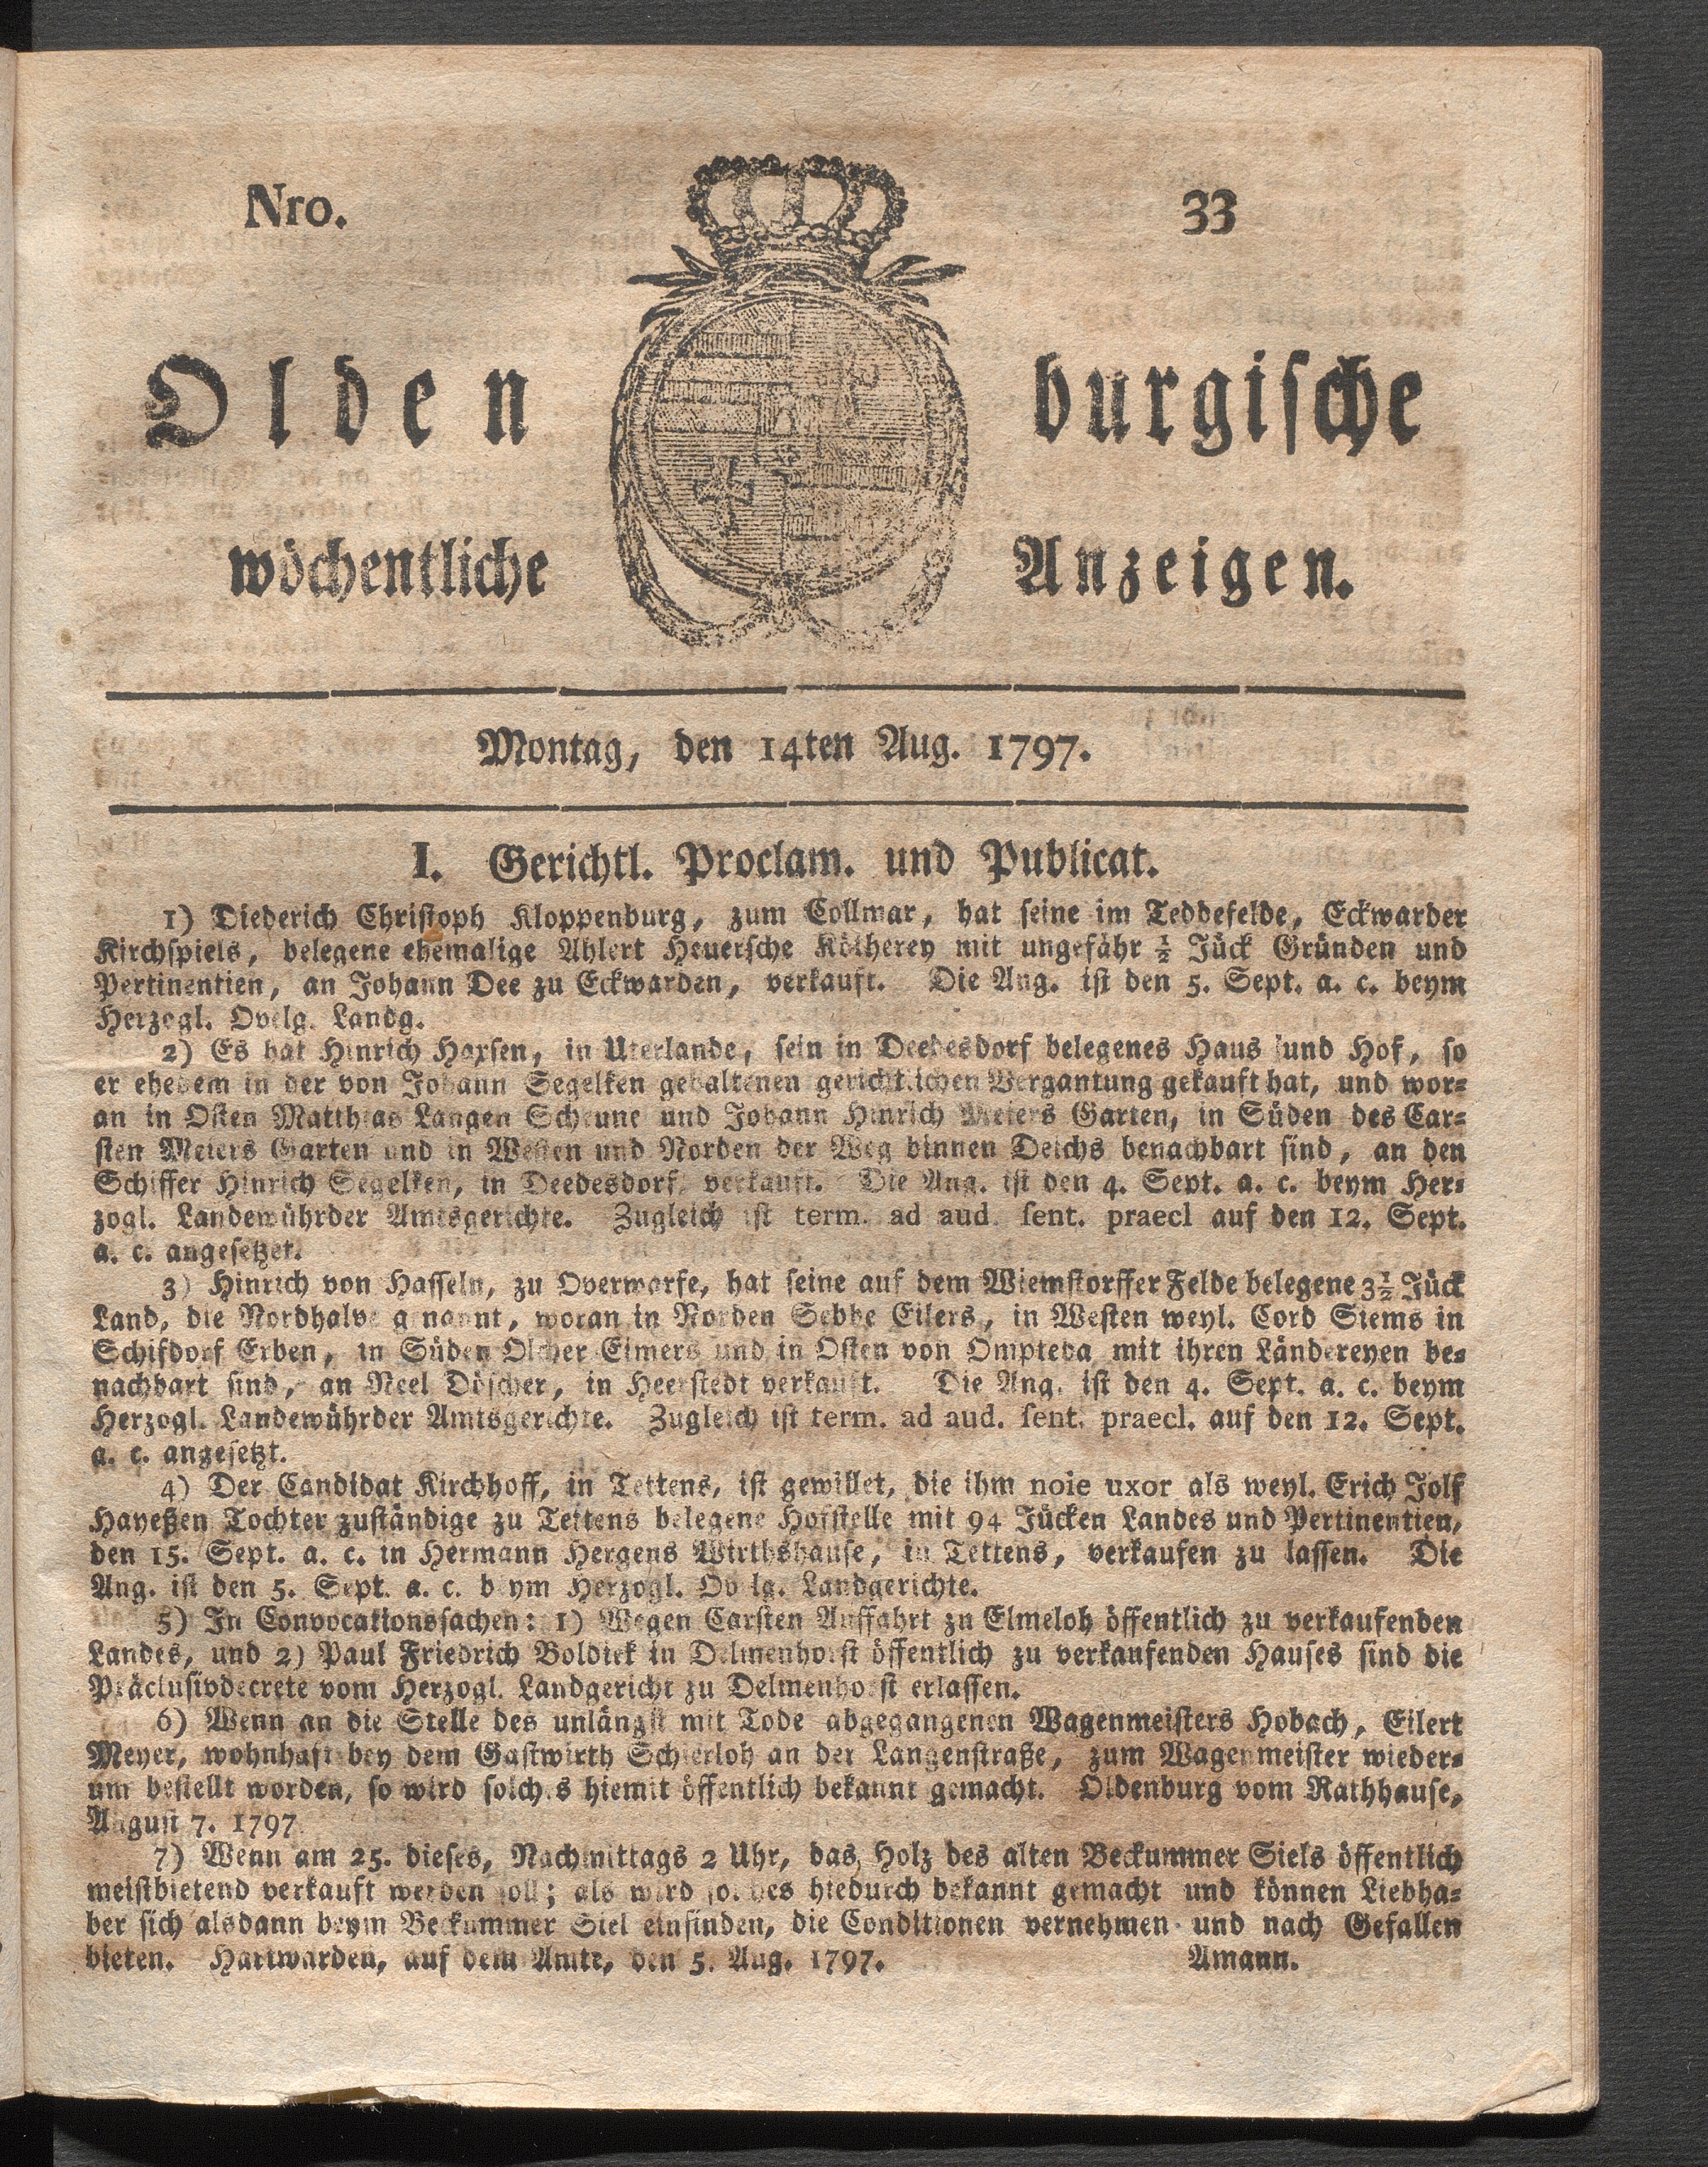 Nro. 33
Olden burgische
wöchentliche Anzeigen.
Montag, den 14ten Aug. 1797.
I. Gerichtl. Proclam. und Publicat.
1) Diederich Christoph Kloppenburg, zum Collmar, hat seine im Teddefelde, Eckwarder
Kirchspiels, belegene ehemalige Ahlert Heuersche Kötherey mit ungefähr ½ Jück Gründen und
Pertinentien, an Johann Dee zu Eckwarden, verkauft. Die Ang. ist den 5. Sept. a. c. beym
Herzogl. Ovelg. Landg.
2) Es hat Hinrich Haxsen, in Uterlande, sein in Deedesdorf belegenes Haus und Hof, so
er ehedem in der von Johann Segelken gehaltenen gerichtlichen Vergantung gekauft hat, und wor-
an in Osten Matthias Langen Scheune und Johann Hinrich Meiers Garten, in Süden des Car-
sten Meiers Garten und in Westen und Norden der Weg binnen Deichs benachbart sind, an den
Schiffer Hinrich Segelken, in Deedesdorf, verkauft. Die Ang. ist den 4. Sept. a. c. beym Her-
zogl. Landewührder Amtsgerichte. Zugleich ist term. ad aud. sent. praecl auf den 12. Sept.
a. c. angesetzet.
3) Hinrich von Hasseln, zu Overwarfe, hat seine auf dem Wiemstorffer Felde belegene 3½ Jück
Land, die Nordhalve genannt, woran in Norden Sebbe Eilers, in Westen weyl. Cord Siems in
Schifdorf Erben, in Süden Olcher Eimers und in Osten von Ompteda mit ihren Ländereyen be-
nachbart sind, an Neel Döscher, in Heerstedt verkauft. Die Ang. ist den 4. Sept. a. c. beym
Herzogl. Landewührder Amtsgerichte. Zugleich ist term. ad aud. sent. praecl. auf den 12. Sept.
a. c. angesetzt.
4) Der Candidat Kirchhoff, in Tettens, ist gewillet, die ihm noie uxor als weyl. Erich Jolf
Hayeßen Tochter zuständige zu Tettens belegene Hofstelle mit 94 Jücken Landes und Pertinentien,
den 15. Sept. a. c. in Hermann Hergens Wirthshause, in Tettens, verkaufen zu lassen. Die
Ang. ist den 5. Sept. a. c. beym Herzogl. Ovelg. Landgerichte.
5) In Convocationssachen: 1) Wegen Carsten Auffahrt zu Elmeloh öffentlich zu verkaufenden
Landes, und 2) Paul Friedrich Boldick in Delmenhorst öffentlich zu verkaufenden Hauses sind die
Präclusivdecrete vom Herzogl. Landgericht zu Delmenhorst erlassen.
6) Wenn an die Stelle des unlängst mit Tode abgegangenen Wagenmeisters Hobach, Eilert
Meyer, wohnhaft bey dem Gastwirth Schierloh an der Langenstraße, zum Wagenmeister wieder-
um bestellt worden, so wird solches hiemit öffentlich bekannt gemacht. Oldenburg vom Rathhause,
August 7. 1797
7) Wenn am 25. dieses, Nachmittags 2 Uhr, das Holz des alten Beckummer Siels öffentlich
meistbietend verkauft werden soll; als wird solches hiedurch bekannt gemacht und können Liebha-
ber sich alsdann beym Beckummer Siel einfinden, die Conditionen vernehmen und nach Gefallen
bieten. Hartwarden, auf dem Amte, den 5. Aug. 1797. Amann.